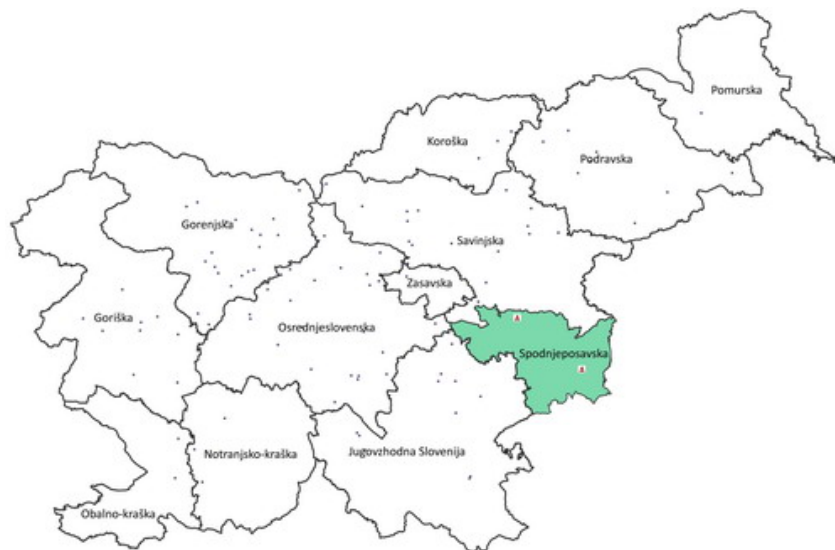 Pomurska
Koroška
Podravska
Gorenjska
Savinjska
Zasavska
Goriška
Osrednjeslovenska
Spodnjeposavska
Notranjsko-kraška
Jugovzhodna Slovenija
Obalno-kraška